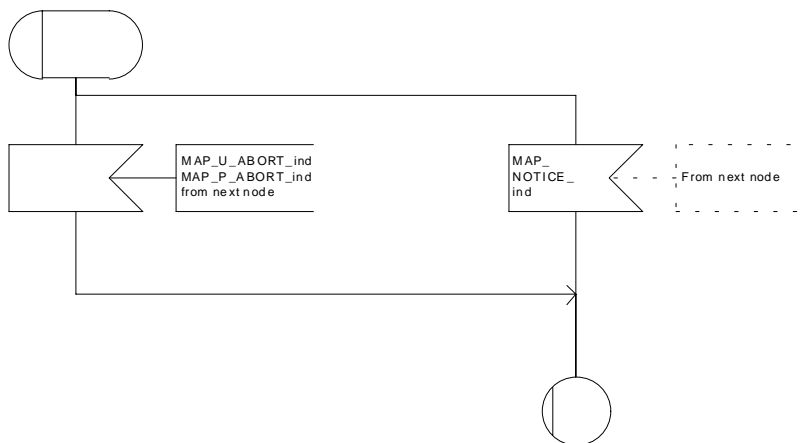 MAP_U_ABORT_ind
MAP_P_ABORT_ind
from next node
MAP_
NOTICE_
ind
From next node